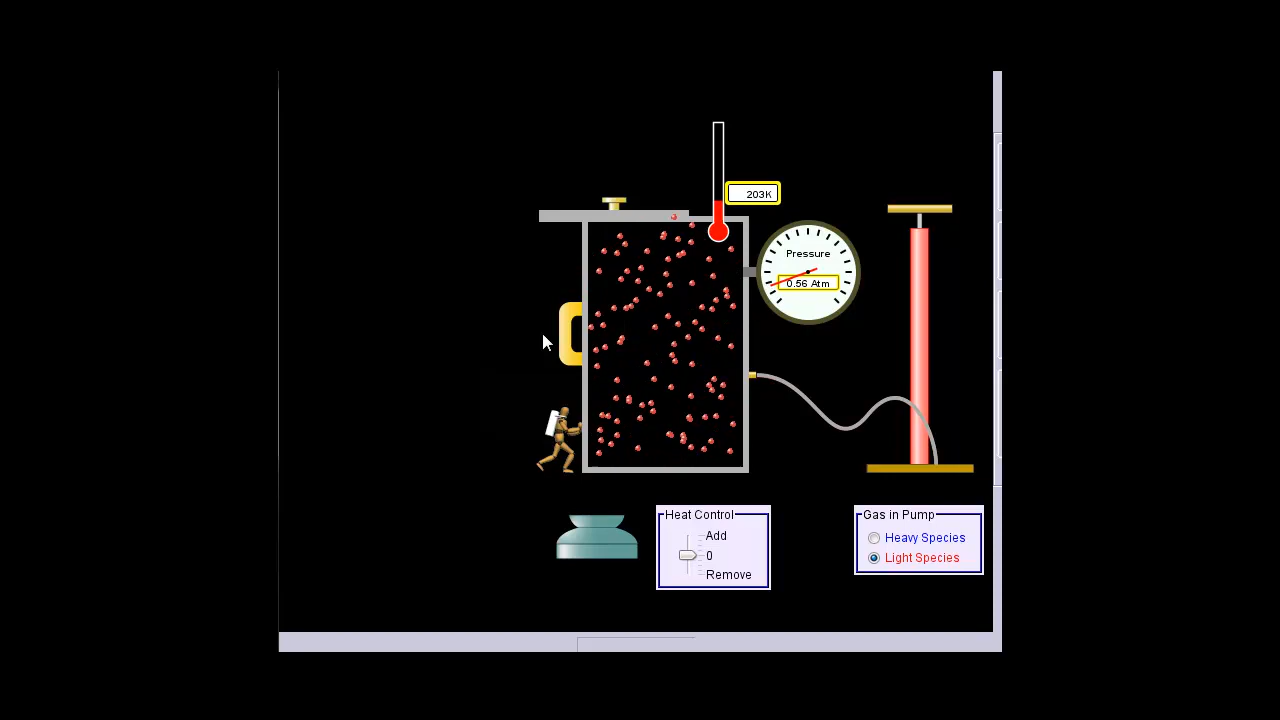 203K
Pressure
0.56 Atm
Heat Control
Add
0
Remove
Gas in Pump
Heavy Species
Light Species